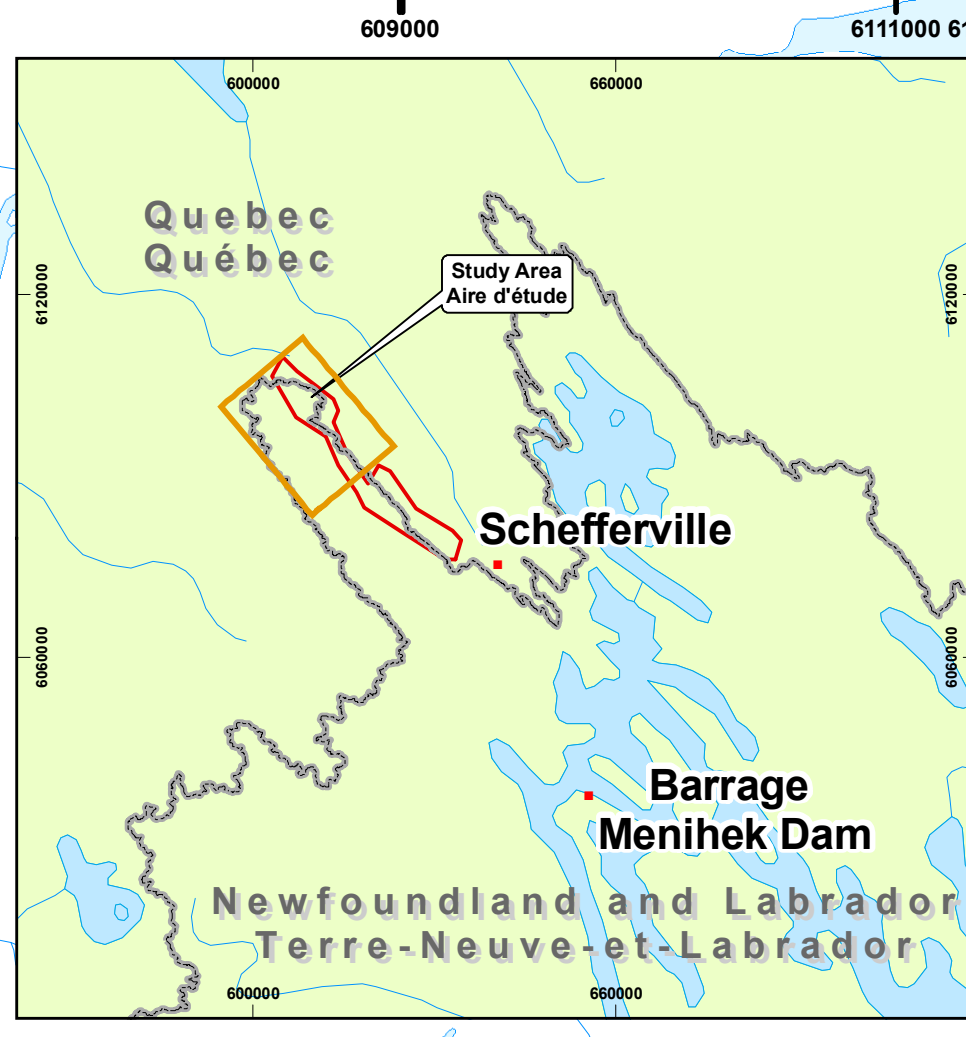 609000
6111000 61
600000
660000
Quebec
Québec
Study Area
Aire d'étude
6120000
6120000
Schefferville
6060000
6060000
Barrage
Menihek Dam
Newfoundland and Labrador
Terre-Neuve-et-Labrador
600000
660000